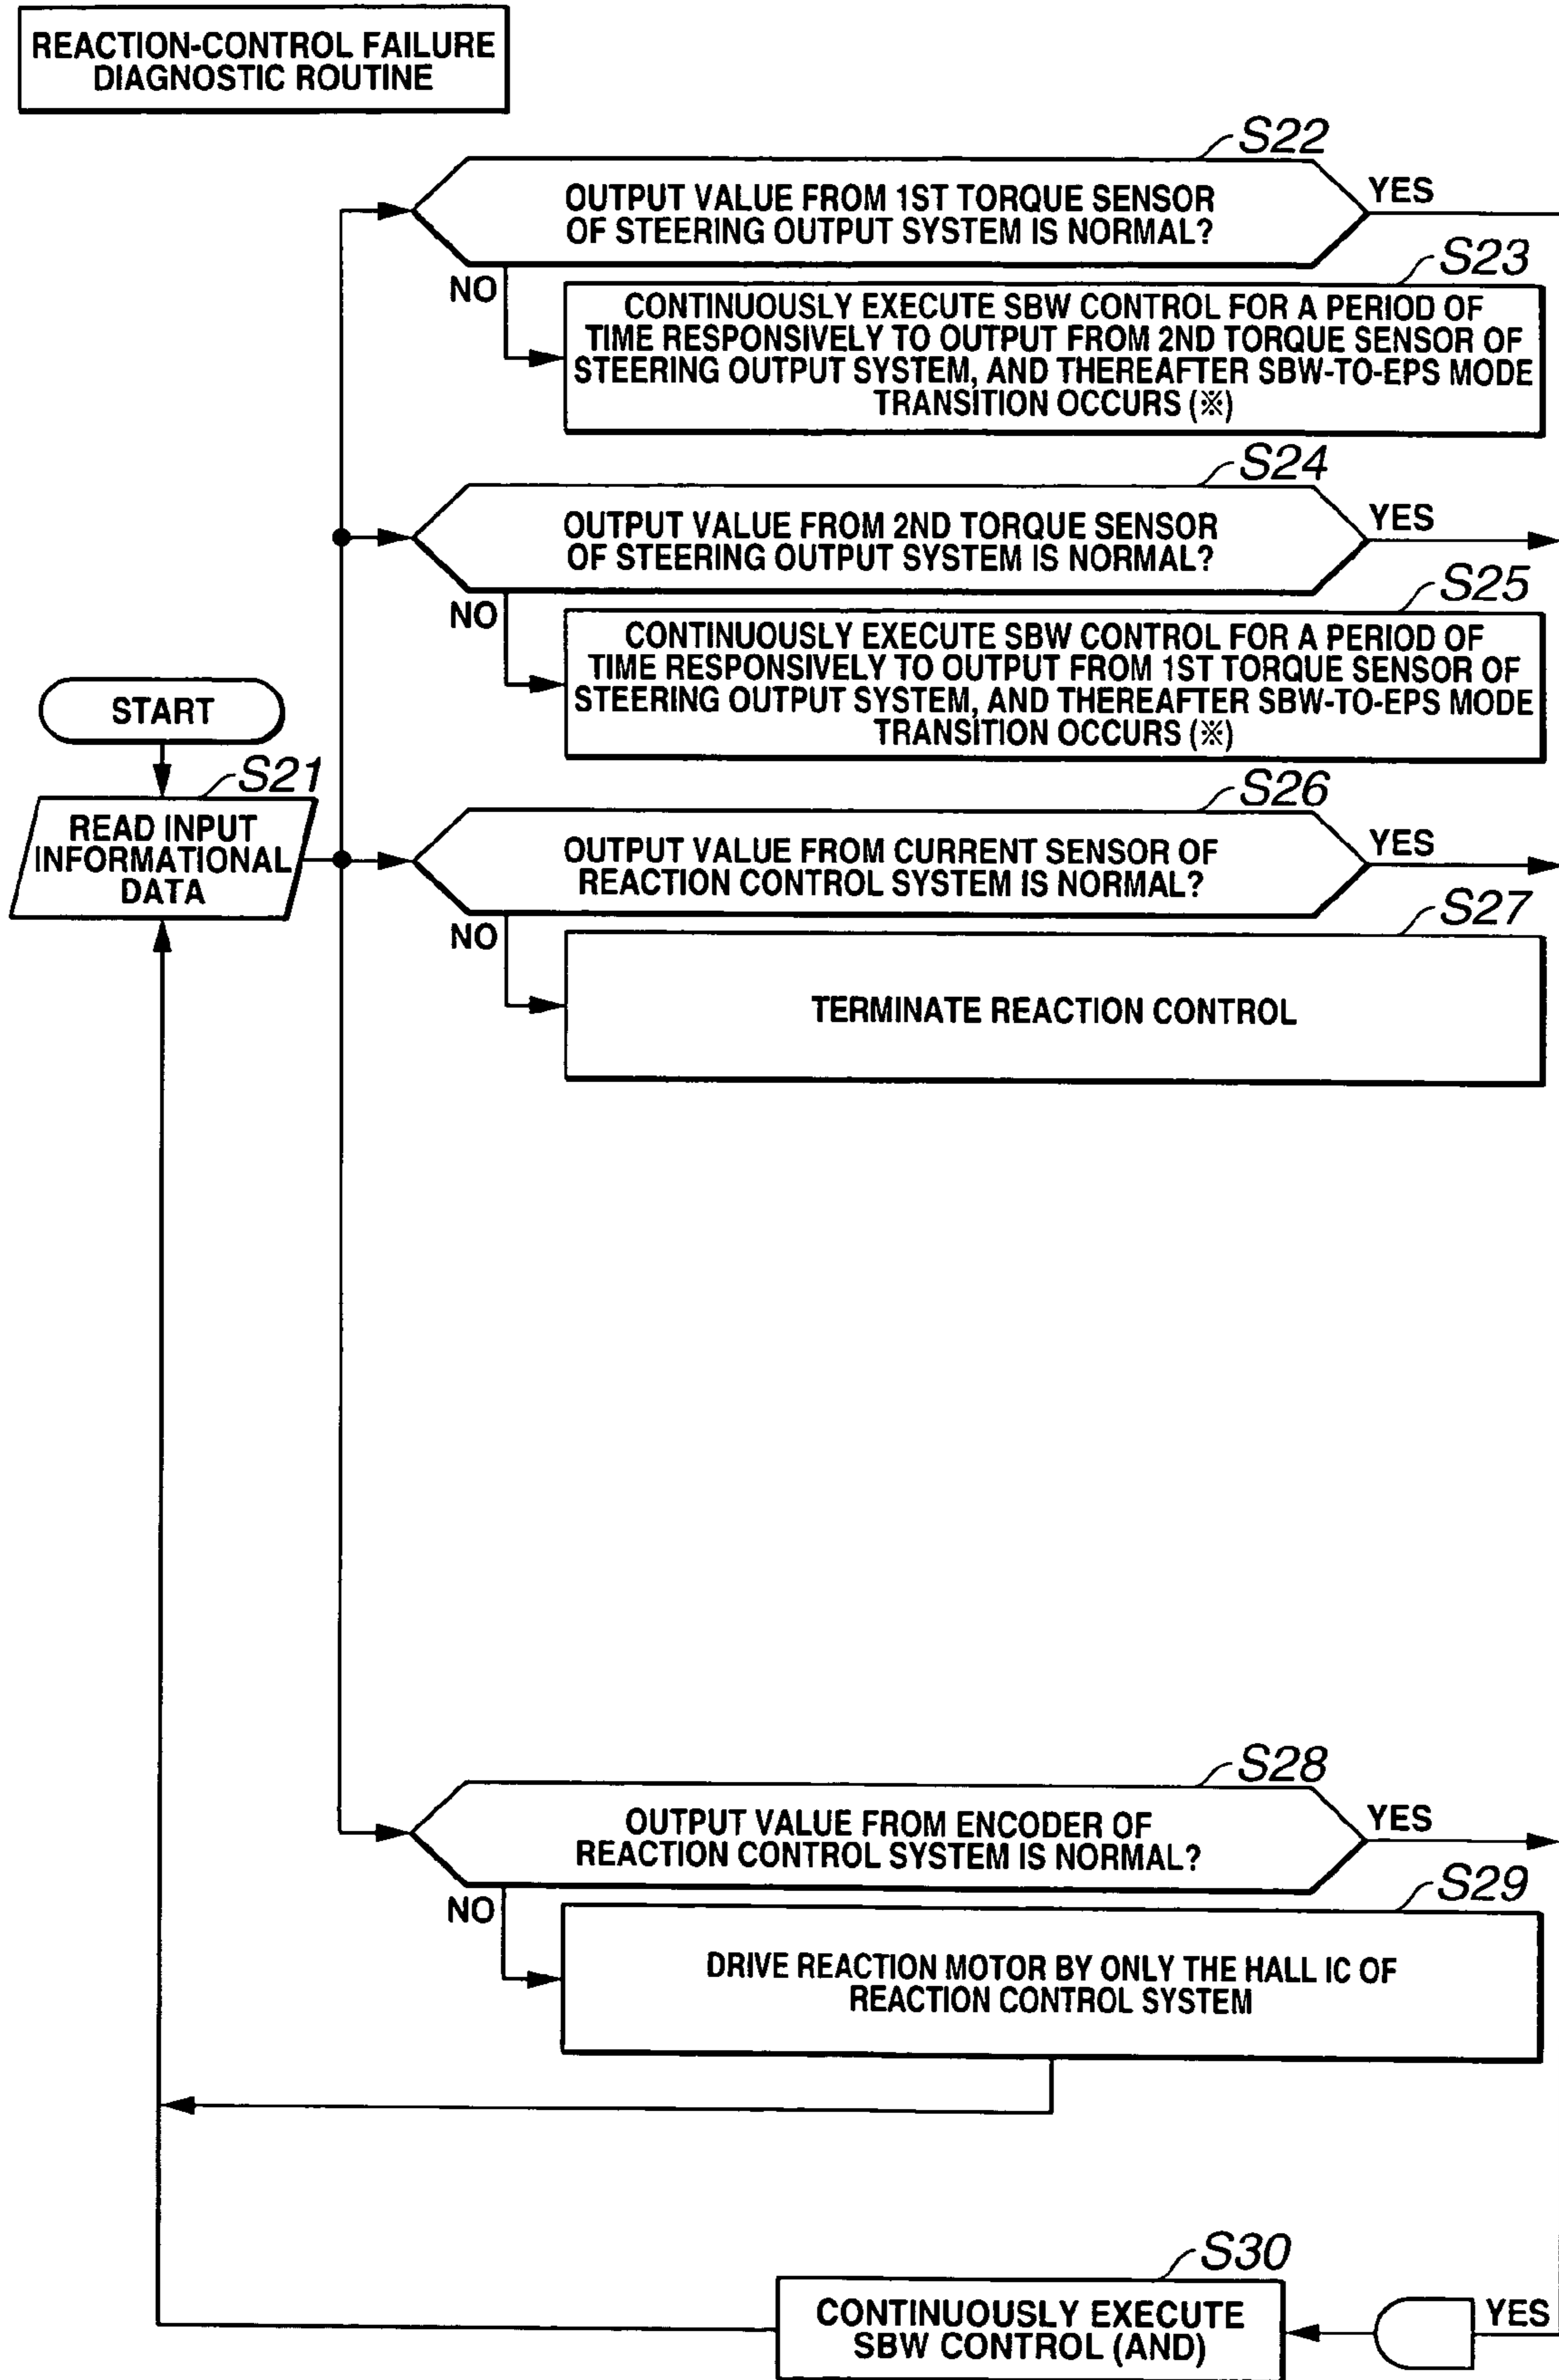 REACTION-CONTROL FAILURE
DIAGNOSTIC ROUTINE
S22
OUTPUT VALUE FROM 1ST TORQUE SENSOR
OF STEERING OUTPUT SYSTEM IS NORMAL?
YES
NO
S23
CONTINUOUSLY EXECUTE SBW CONTROL FOR A PERIOD OF
TIME RESPONSIVELY TO OUTPUT FROM 2ND TORQUE SENSOR OF
STEERING OUTPUT SYSTEM, AND THEREAFTER SBW-TO-EPS MODE
TRANSITION OCCURS (※)
S24
OUTPUT VALUE FROM 2ND TORQUE SENSOR
OF STEERING OUTPUT SYSTEM IS NORMAL?
YES
NO
S25
CONTINUOUSLY EXECUTE SBW CONTROL FOR A PERIOD OF
TIME RESPONSIVELY TO OUTPUT FROM 1ST TORQUE SENSOR OF
STEERING OUTPUT SYSTEM, AND THEREAFTER SBW-TO-EPS MODE
TRANSITION OCCURS (※)
START
S21
READ INPUT
INFORMATIONAL
DATA
S26
OUTPUT VALUE FROM CURRENT SENSOR OF
REACTION CONTROL SYSTEM IS NORMAL?
YES
NO
S27
TERMINATE REACTION CONTROL
S28
OUTPUT VALUE FROM ENCODER OF
REACTION CONTROL SYSTEM IS NORMAL?
YES
NO
S29
DRIVE REACTION MOTOR BY ONLY THE HALL IC OF
REACTION CONTROL SYSTEM
S30
CONTINUOUSLY EXECUTE
SBW CONTROL (AND)
YES